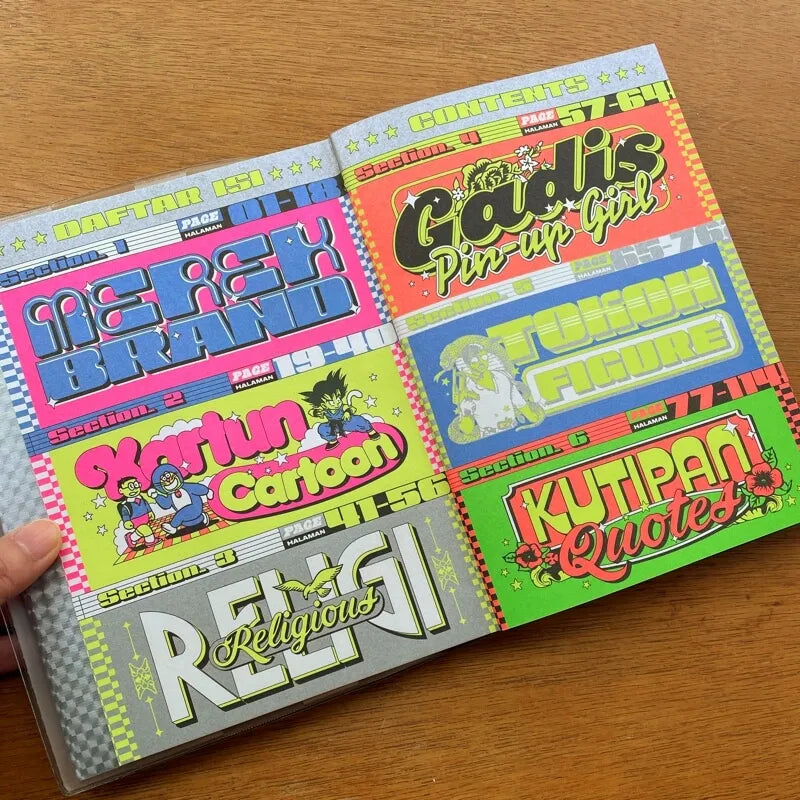 DAFTAR ISI
Section. 1
PAGE
HALAMAN
01-18
MEREK
BRAND
Section. 2
PAGE
HALAMAN
19-40
Kartun
Cartoon
Section. 3
PAGE
HALAMAN
41-56
RELIGI
Religious
CONTENTS
Section. 4
PAGE
HALAMAN
57-64
Gadis
Pin-up Girl
Section. 5
PAGE
HALAMAN
65-76
TOKOH
FIGURE
Section. 6
PAGE
HALAMAN
77-114
KUTIPAN
Quotes